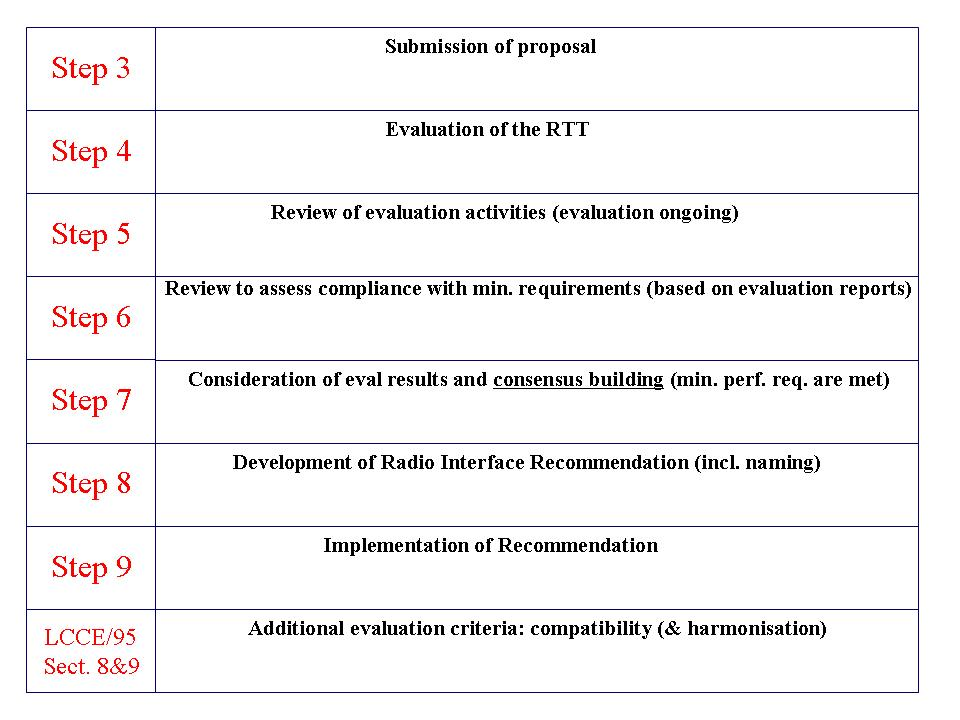 Step 3
Submission of proposal
Step 4
Evaluation of the RTT
Step 5
Review of evaluation activities (evaluation ongoing)
Step 6
Review to assess compliance with min. requirements (based on evaluation reports)
Step 7
Consideration of eval results and consensus building (min. perf. req. are met)
Step 8
Development of Radio Interface Recommendation (incl. naming)
Step 9
Implementation of Recommendation
LCCE/95
Sect. 8&9
Additional evaluation criteria: compatibility (& harmonisation)